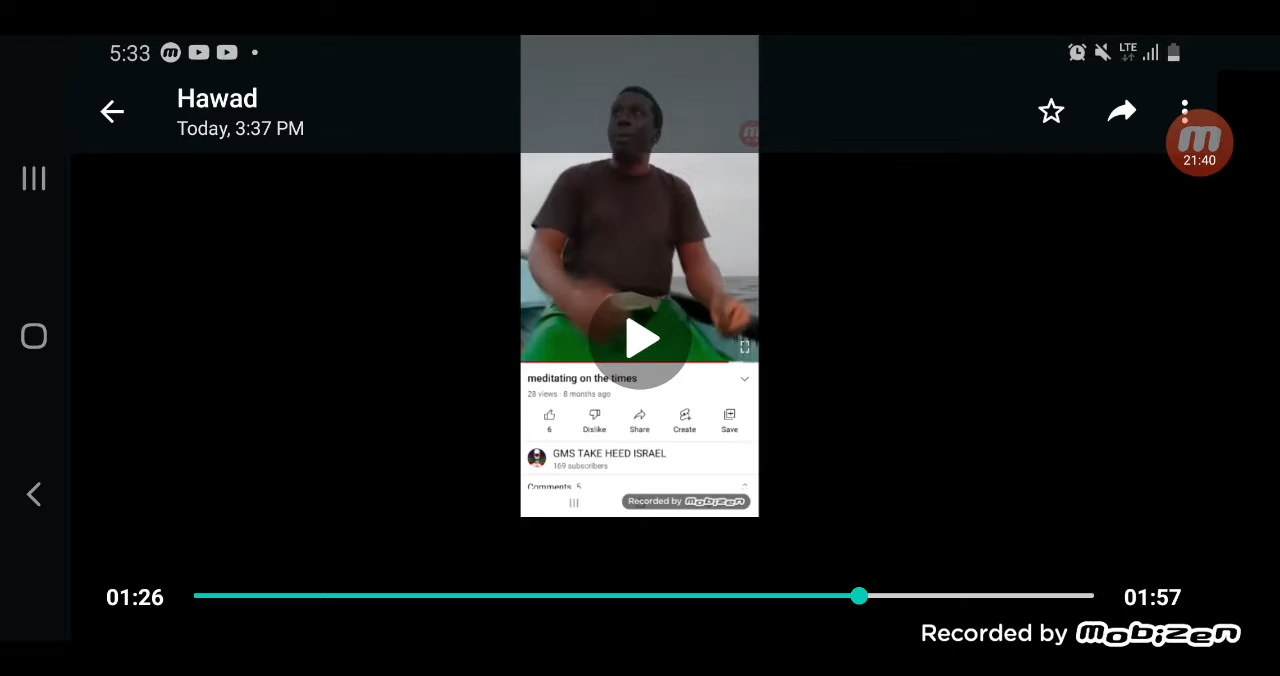 5:33
LTE
Hawad
Today, 3:37 PM
21:40
meditating on the times
28 views · 8 months ago
6
Dislike
Share
Create
Save
GMS TAKE HEED ISRAEL
169 subscribers
Comments 5
Recorded by mobizen
01:26
01:57
Recorded by mobizen